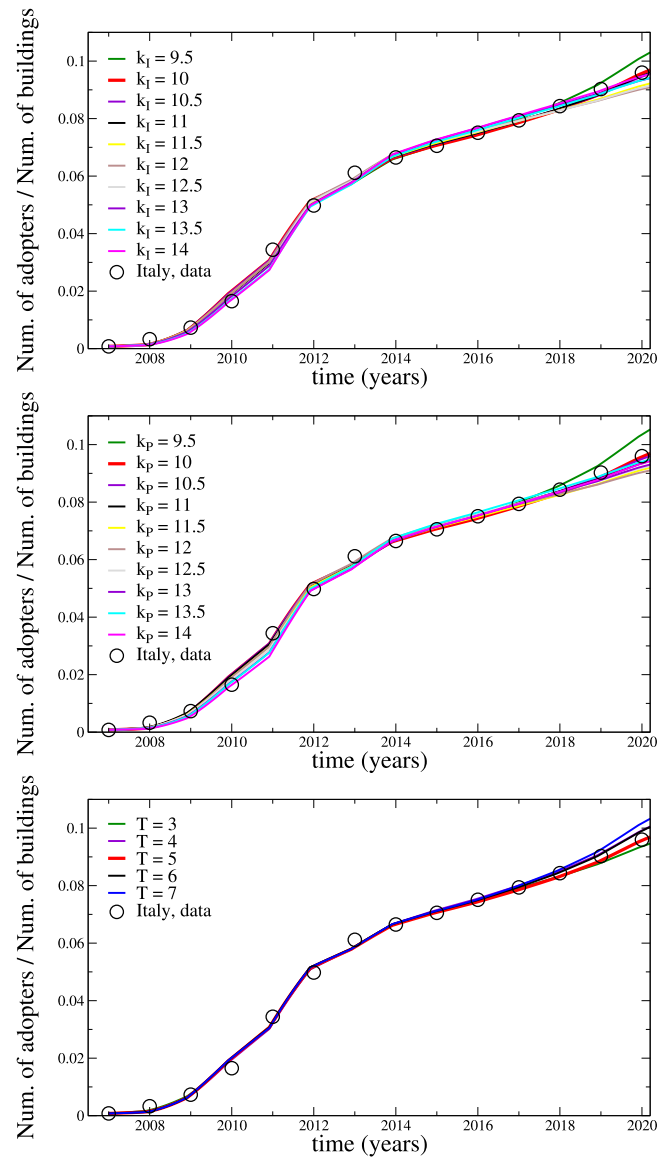 Num. of adopters / Num. of buildings
0.1
0.08
0.06
0.04
0.02
0
k_I = 9.5
k_I = 10
k_I = 10.5
k_I = 11
k_I = 11.5
k_I = 12
k_I = 12.5
k_I = 13
k_I = 13.5
k_I = 14
Italy, data
2008 2010 2012 2014 2016 2018 2020
time (years)
Num. of adopters / Num. of buildings
0.1
0.08
0.06
0.04
0.02
0
k_P = 9.5
k_P = 10
k_P = 10.5
k_P = 11
k_P = 11.5
k_P = 12
k_P = 12.5
k_P = 13
k_P = 13.5
k_P = 14
Italy, data
2008 2010 2012 2014 2016 2018 2020
time (years)
Num. of adopters / Num. of buildings
0.1
0.08
0.06
0.04
0.02
0
T = 3
T = 4
T = 5
T = 6
T = 7
Italy, data
2008 2010 2012 2014 2016 2018 2020
time (years)